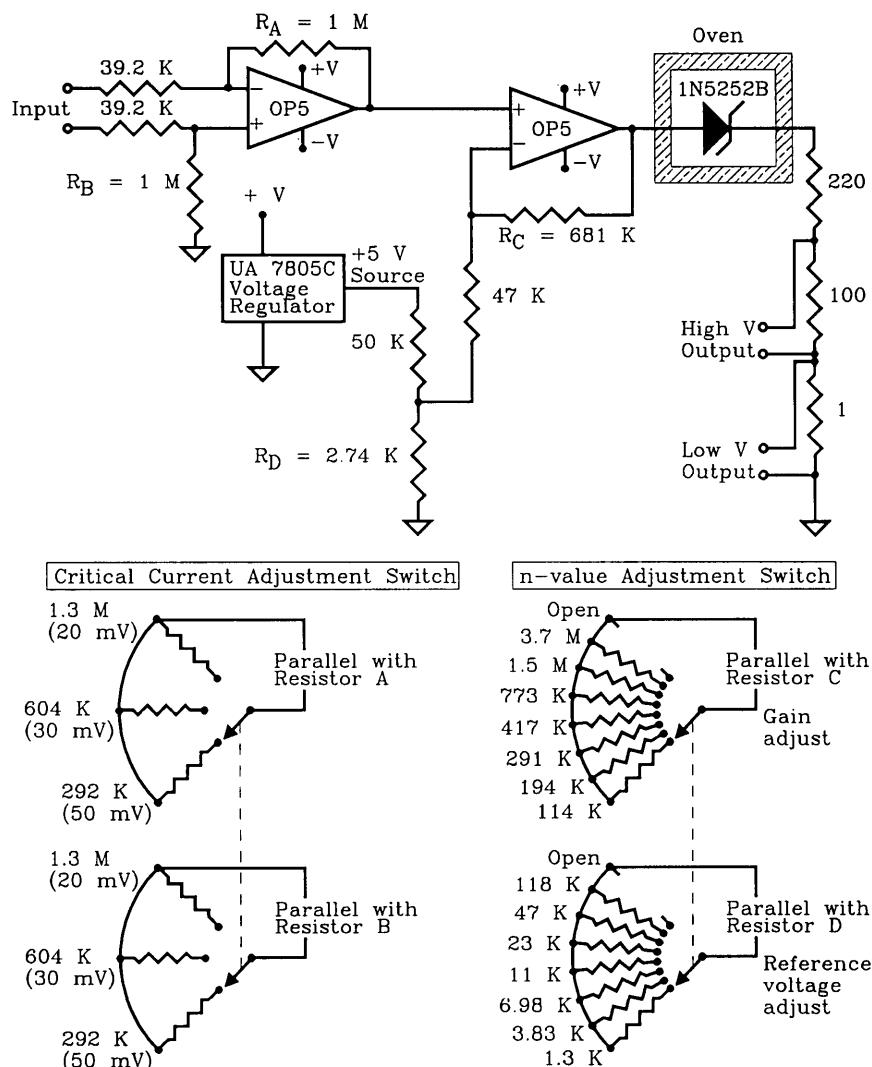 R_A = 1 M
Oven
39.2 K
+V
1N5252B
OP5
−
+
−V
Input
39.2 K
+V
OP5
+
−
−V
R_B = 1 M
220
+ V
R_C = 681 K
UA 7805C
Voltage
Regulator
+5 V
Source
47 K
100
High V
Output
50 K
1
R_D = 2.74 K
Low V
Output
Critical Current Adjustment Switch
1.3 M
(20 mV)
Parallel with
Resistor A
604 K
(30 mV)
292 K
(50 mV)
1.3 M
(20 mV)
Parallel with
Resistor B
604 K
(30 mV)
292 K
(50 mV)
n-value Adjustment Switch
Open
3.7 M
1.5 M
773 K
417 K
291 K
194 K
114 K
Parallel with
Resistor C
Gain
adjust
Open
118 K
47 K
23 K
11 K
6.98 K
3.83 K
1.3 K
Parallel with
Resistor D
Reference
voltage
adjust